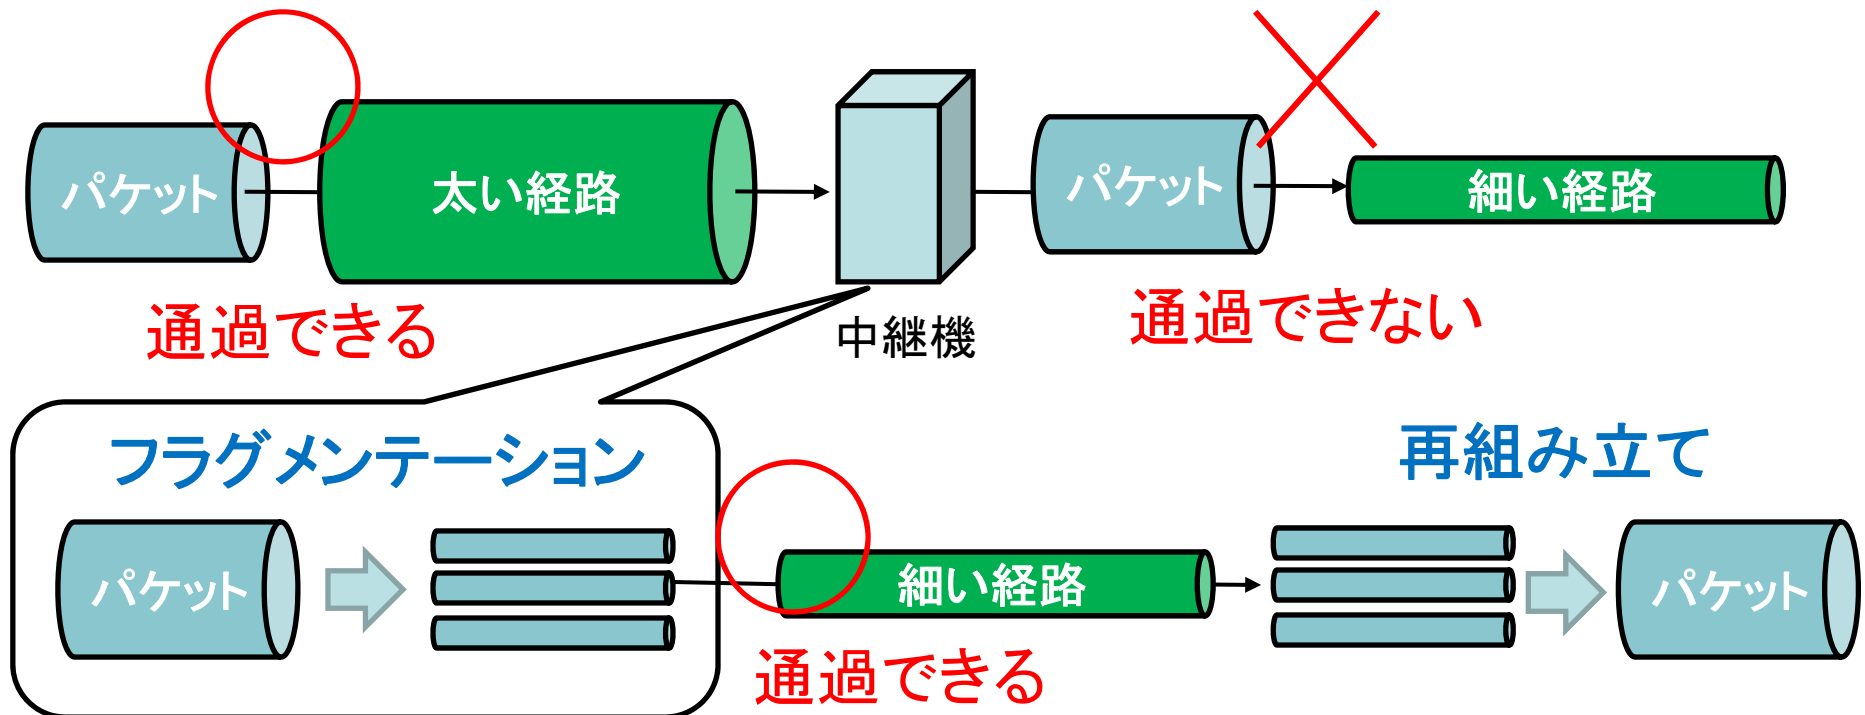 パケット
太い経路
パケット
細い経路
通過できる
中継機
通過できない
フラグメンテーション
再組み立て
パケット
細い経路
パケット
通過できる